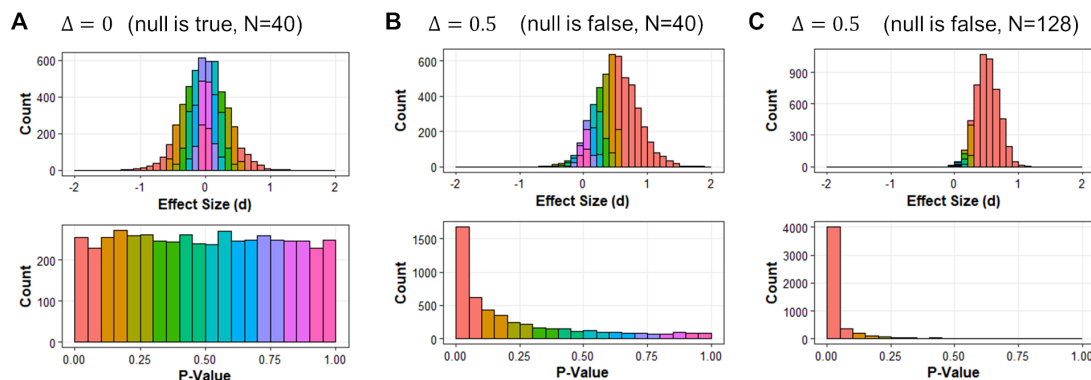 A Δ = 0 (null is true, N=40)
600
400
200
0
Count
-2 -1 0 1 2
Effect Size (d)
200
100
0
Count
0.00 0.25 0.50 0.75 1.00
P-Value
B Δ = 0.5 (null is false, N=40)
600
400
200
0
Count
-2 -1 0 1 2
Effect Size (d)
1500
1000
500
0
Count
0.00 0.25 0.50 0.75 1.00
P-Value
C Δ = 0.5 (null is false, N=128)
900
600
300
0
Count
-2 -1 0 1 2
Effect Size (d)
4000
3000
2000
1000
0
Count
0.00 0.25 0.50 0.75 1.00
P-Value